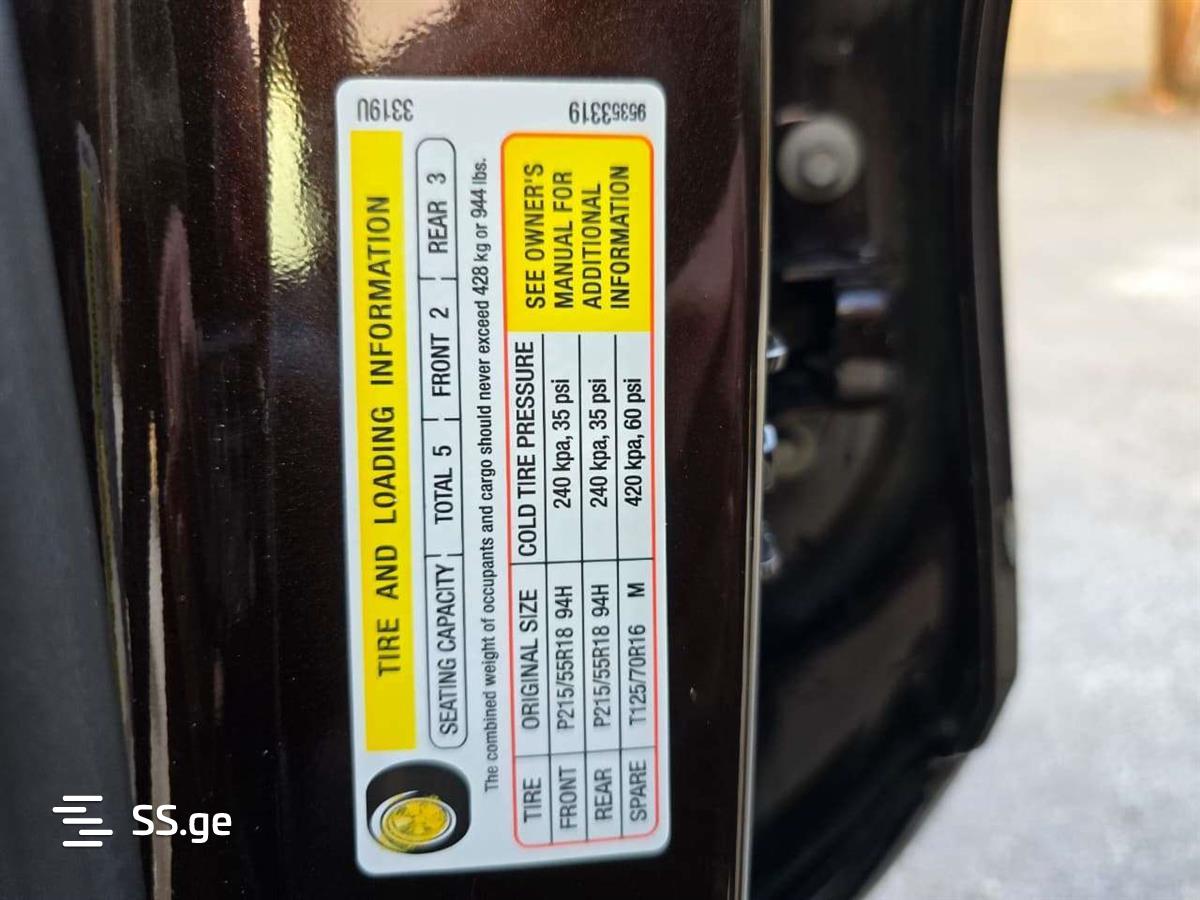 TIRE AND LOADING INFORMATION
SEATING CAPACITY TOTAL 5 FRONT 2 REAR 3
The combined weight of occupants and cargo should never exceed 428 kg or 944 lbs.
TIRE ORIGINAL SIZE COLD TIRE PRESSURE
FRONT P215/55R18 94H 240 kpa, 35 psi
REAR P215/55R18 94H 240 kpa, 35 psi
SPARE T125/70R16 M 420 kpa, 60 psi
SEE OWNER'S
MANUAL FOR
ADDITIONAL
INFORMATION
3319U
95353319
SS.ge